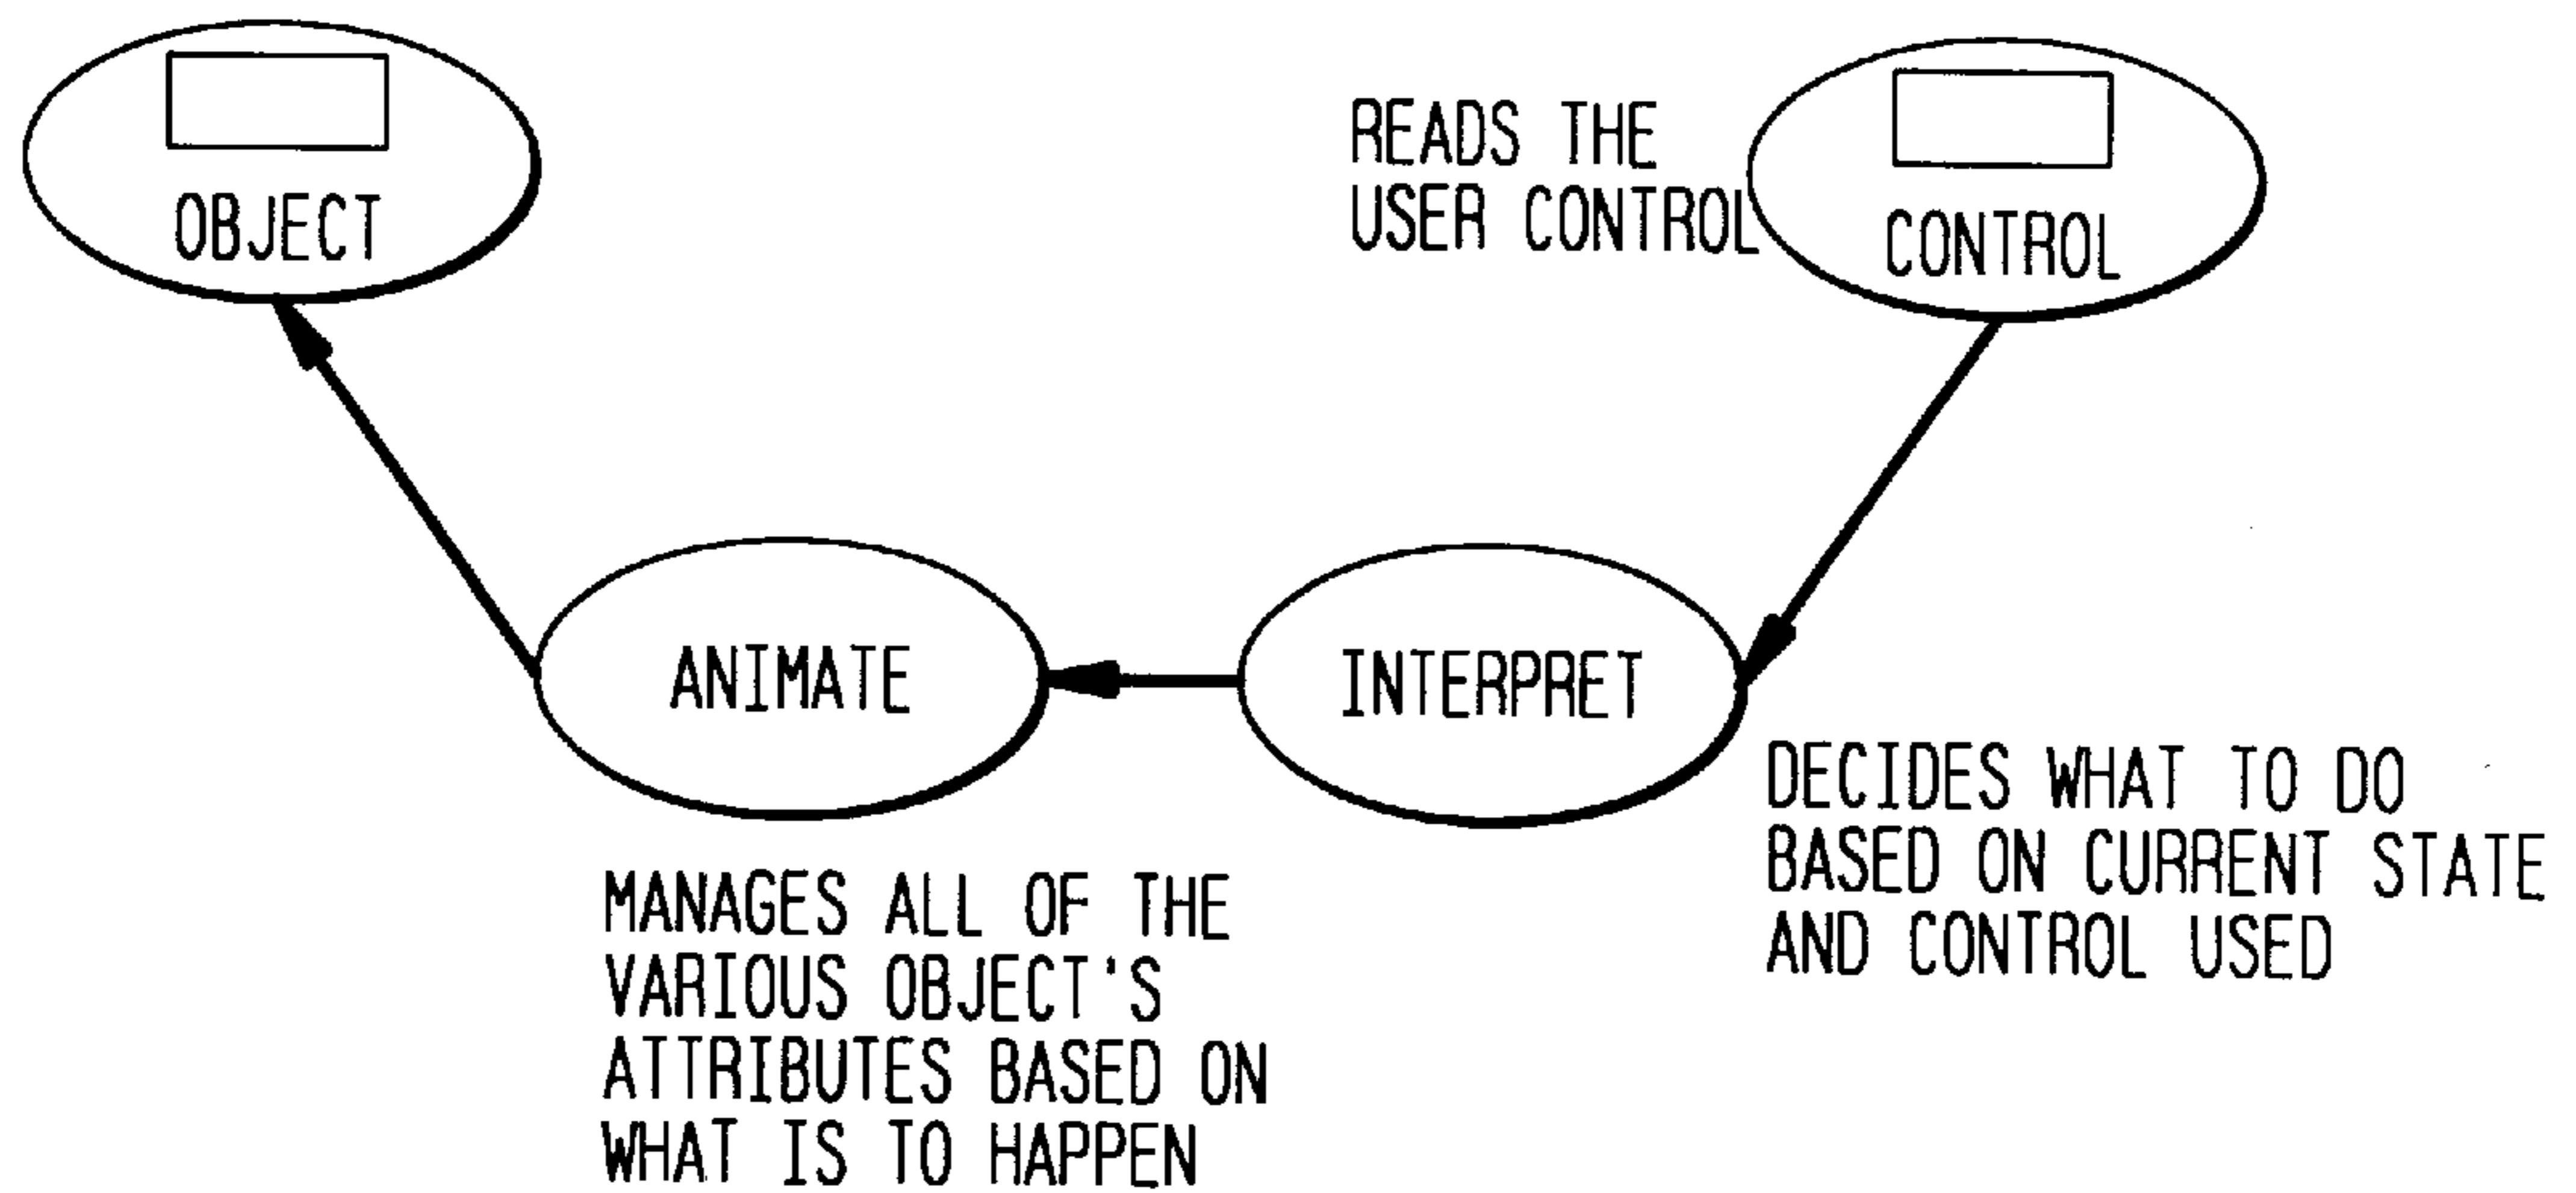 OBJECT
READS THE
USER CONTROL
CONTROL
ANIMATE
INTERPRET
DECIDES WHAT TO DO
BASED ON CURRENT STATE
AND CONTROL USED
MANAGES ALL OF THE
VARIOUS OBJECT'S
ATTRIBUTES BASED ON
WHAT IS TO HAPPEN